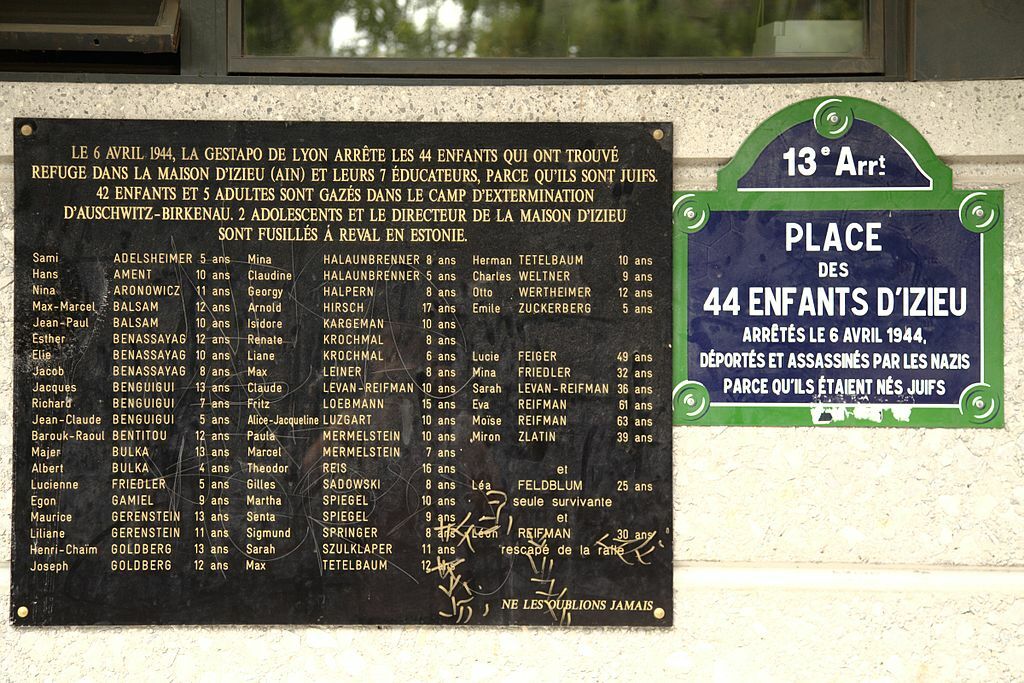 LE 6 AVRIL 1944, LA GESTAPO DE LYON ARRÊTE LES 44 ENFANTS QUI ONT TROUVÉ
REFUGE DANS LA MAISON D'IZIEU (AIN) ET LEURS 7 ÉDUCATEURS, PARCE QU'ILS SONT JUIFS.
42 ENFANTS ET 5 ADULTES SONT GAZÉS DANS LE CAMP D'EXTERMINATION
D'AUSCHWITZ-BIRKENAU. 2 ADOLESCENTS ET LE DIRECTEUR DE LA MAISON D'IZIEU
SONT FUSILLÉS Á REVAL EN ESTONIE.
Sami ADELSHEIMER 5 ans
Hans AMENT 10 ans
Nina ARONOWICZ 11 ans
Max-Marcel BALSAM 12 ans
Jean-Paul BALSAM 10 ans
Esther BENASSAYAG 12 ans
Elie BENASSAYAG 10 ans
Jacob BENASSAYAG 8 ans
Jacques BENGUIGUI 13 ans
Richard BENGUIGUI 7 ans
Jean-Claude BENGUIGUI 5 ans
Barouk-Raoul BENTITOU 12 ans
Majer BULKA 13 ans
Albert BULKA 4 ans
Lucienne FRIEDLER 5 ans
Egon GAMIEL 9 ans
Maurice GERENSTEIN 13 ans
Liliane GERENSTEIN 11 ans
Henri-Chaïm GOLDBERG 13 ans
Joseph GOLDBERG 12 ans
Mina HALAUNBRENNER 8 ans
Claudine HALAUNBRENNER 5 ans
Georgy HALPERN 8 ans
Arnold HIRSCH 17 ans
Isidore KARGEMAN 10 ans
Renate KROCHMAL 8 ans
Liane KROCHMAL 6 ans
Max LEINER 8 ans
Claude LEVAN-REIFMAN 10 ans
Fritz LOEBMANN 15 ans
Alice-Jacqueline LUZGART 10 ans
Paula MERMELSTEIN 10 ans
Marcel MERMELSTEIN 7 ans
Theodor REIS 16 ans
Gilles SADOWSKI 8 ans
Martha SPIEGEL 10 ans
Senta SPIEGEL 9 ans
Sigmund SPRINGER 8 ans
Sarah SZULKLAPER 11 ans
Max TETELBAUM 12 ans
Herman TETELBAUM 10 ans
Charles WELTNER 9 ans
Otto WERTHEIMER 12 ans
Emile ZUCKERBERG 5 ans
Lucie FEIGER 49 ans
Mina FRIEDLER 32 ans
Sarah LEVAN-REIFMAN 36 ans
Eva REIFMAN 61 ans
Moïse REIFMAN 63 ans
Miron ZLATIN 39 ans
et
Léa FELDBLUM 25 ans
seule survivante
et
Léon REIFMAN 30 ans
rescapé de la rafle
NE LES OUBLIONS JAMAIS
13e Arrt
PLACE
DES
44 ENFANTS D'IZIEU
ARRÊTÉS LE 6 AVRIL 1944,
DÉPORTÉS ET ASSASSINÉS PAR LES NAZIS
PARCE QU'ILS ÉTAIENT NÉS JUIFS